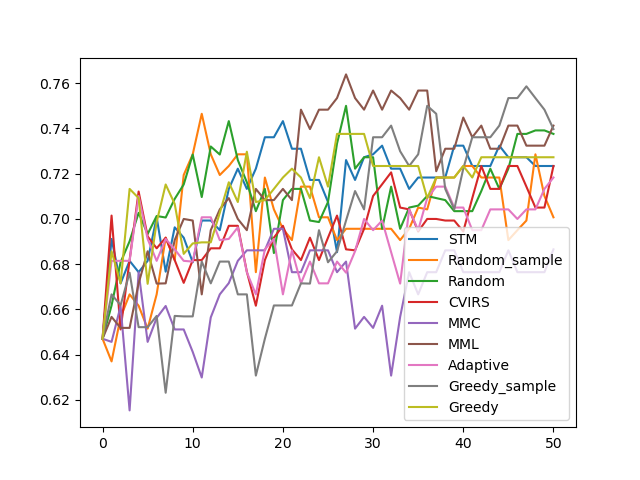 0.76
0.74
0.72
0.70
0.68
0.66
0.64
0.62
0
10
20
30
40
50
STM
Random_sample
Random
CVIRS
MMC
MML
Adaptive
Greedy_sample
Greedy